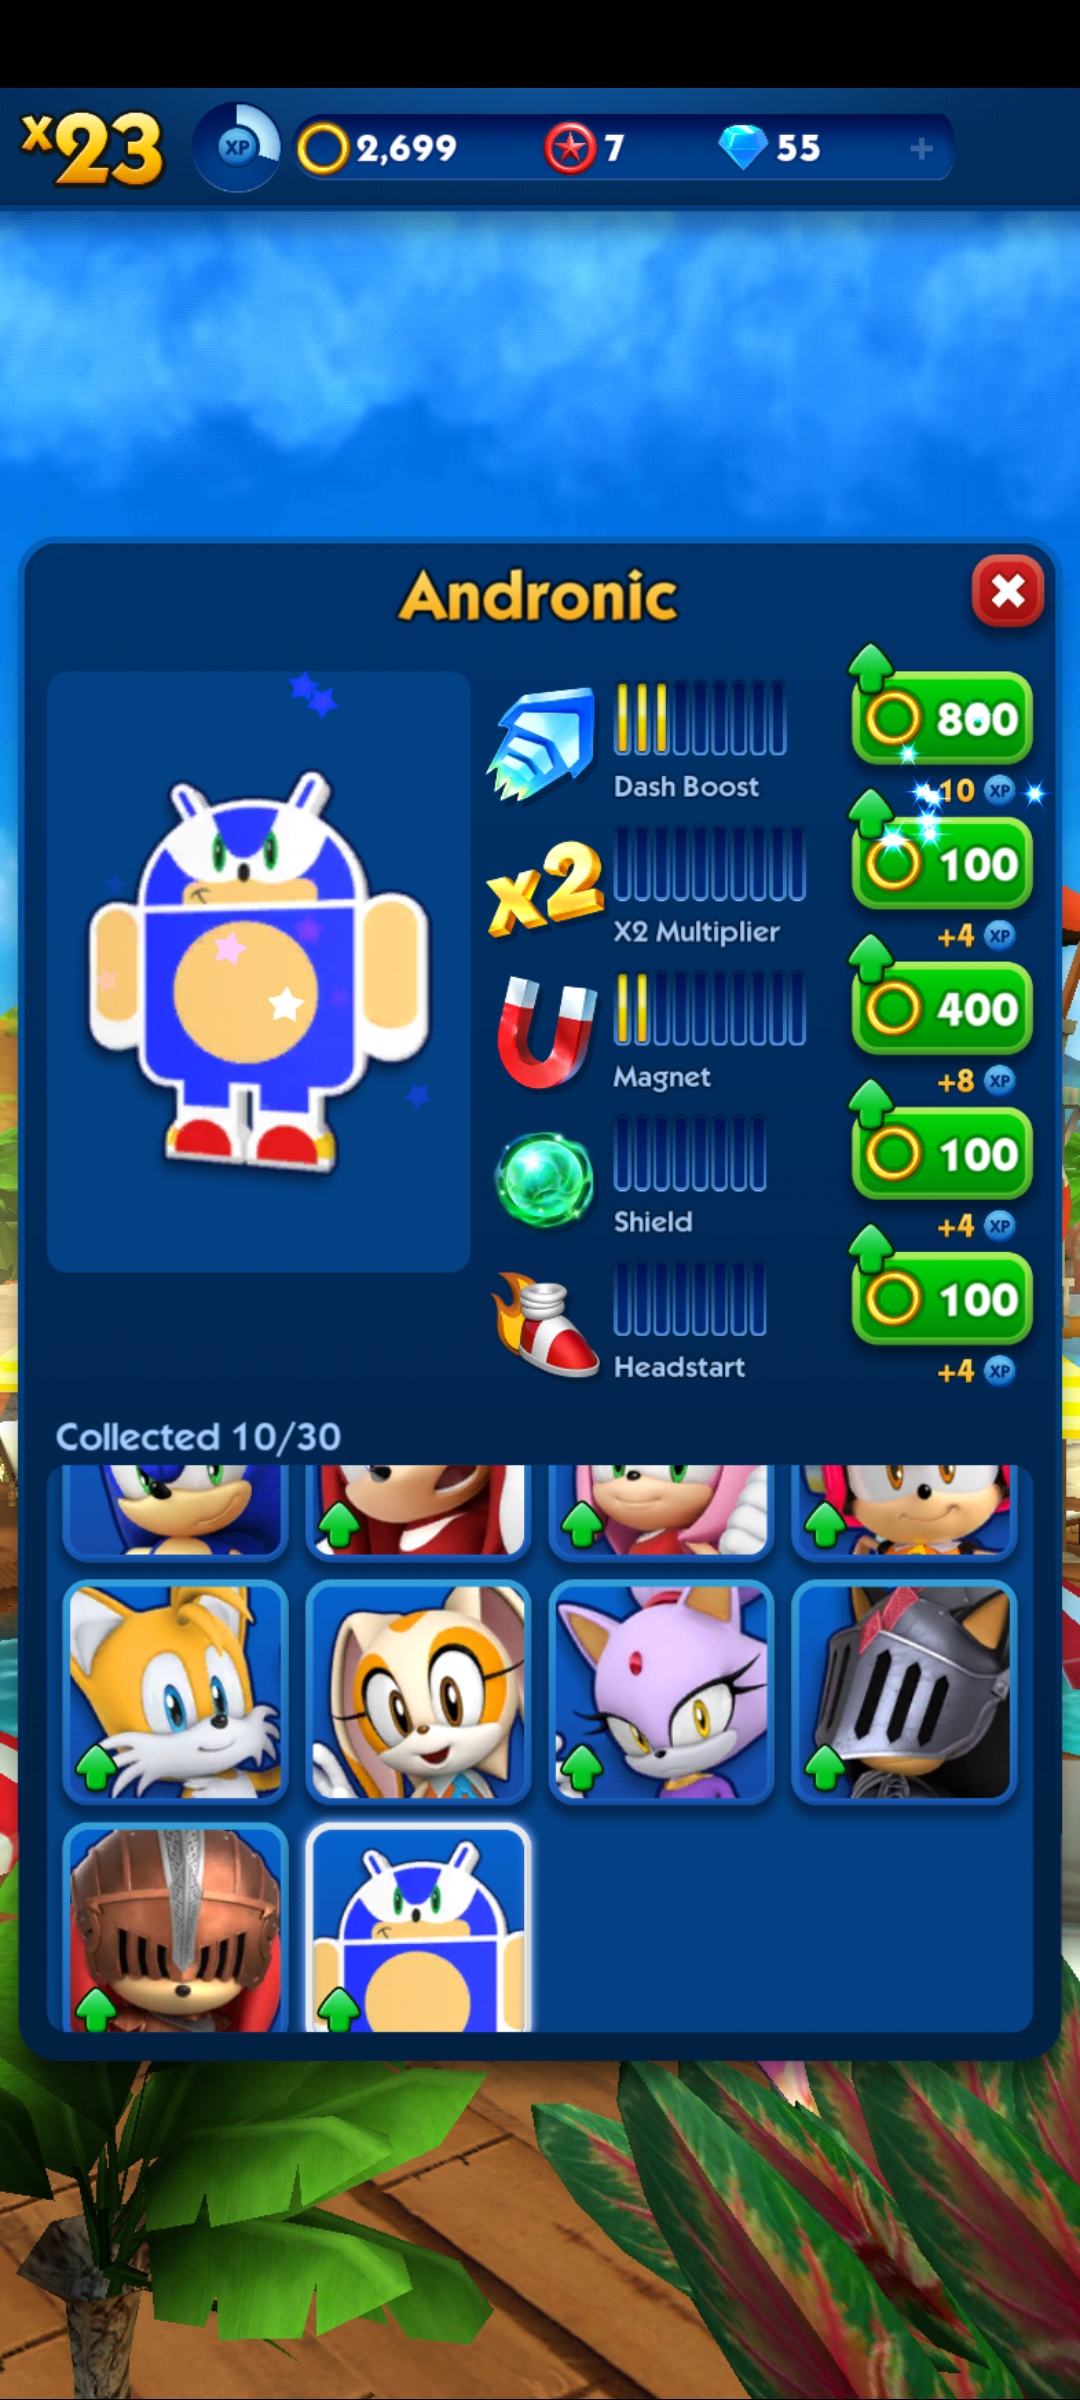 x23 XP 2,699 7 55 +
Andronic
800
Dash Boost
+10 XP
x2
100
X2 Multiplier
+4 XP
400
Magnet
+8 XP
100
Shield
+4 XP
100
Headstart
+4 XP
Collected 10/30